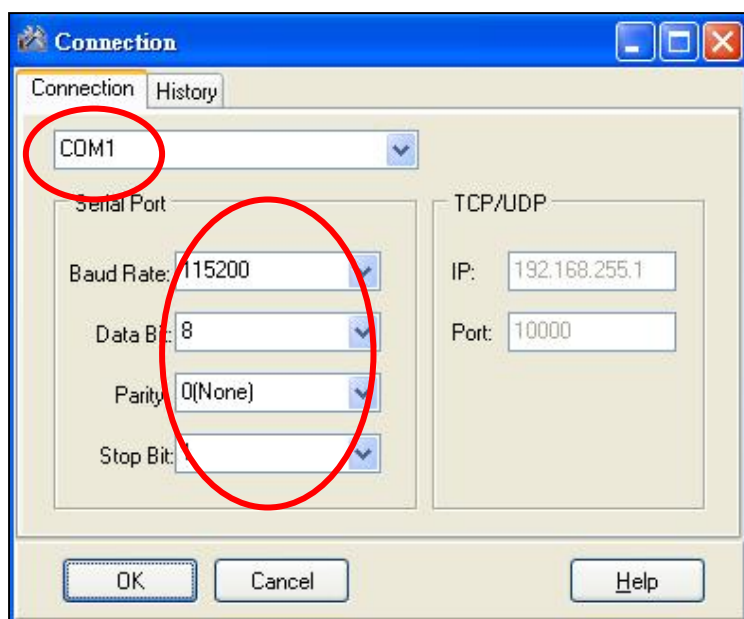 Connection
Connection History
COM1
Serial Port
TCP/UDP
Baud Rate: 115200
IP: 192.168.255.1
Data Bit: 8
Port: 10000
Parity 0(None)
Stop Bit:
OK Cancel Help